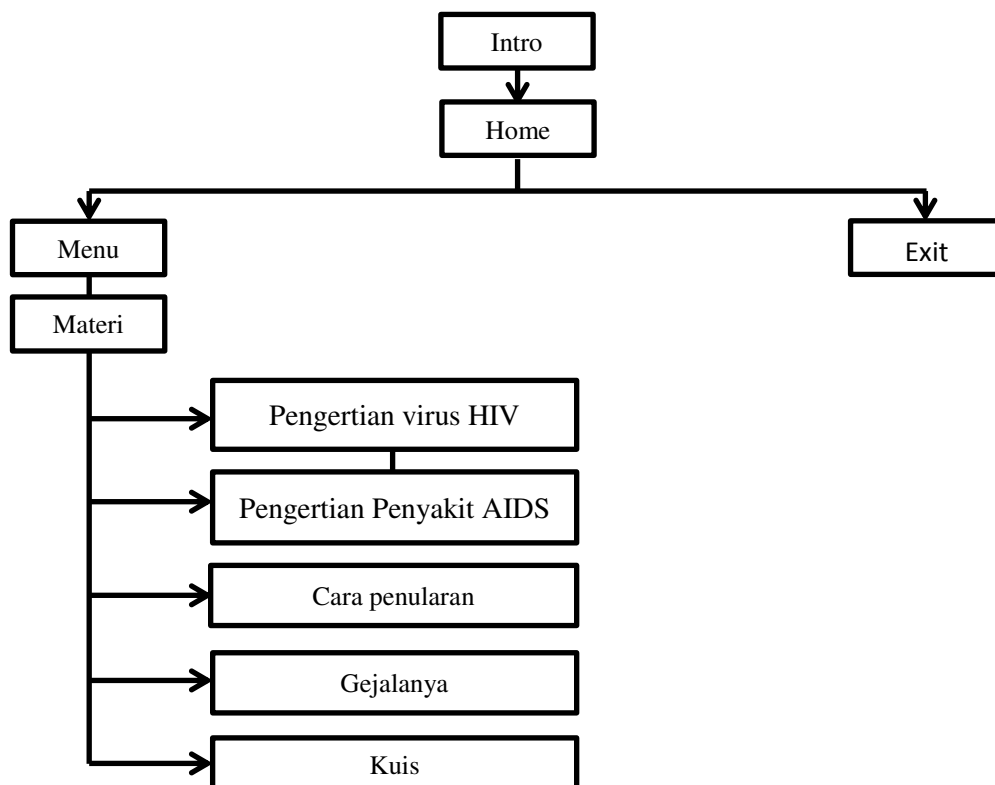 Intro
Home
Menu
Exit
Materi
Pengertian virus HIV
Pengertian Penyakit AIDS
Cara penularan
Gejalanya
Kuis